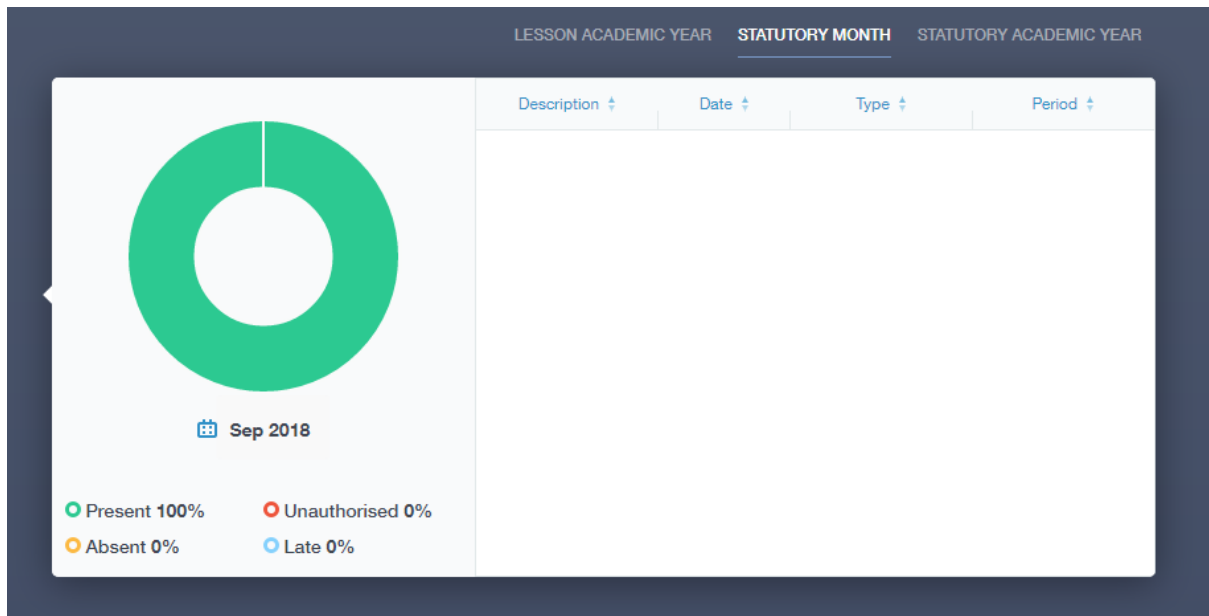 LESSON ACADEMIC YEAR STATUTORY MONTH STATUTORY ACADEMIC YEAR
Description Date Type Period
Sep 2018
Present 100% Unauthorised 0%
Absent 0% Late 0%